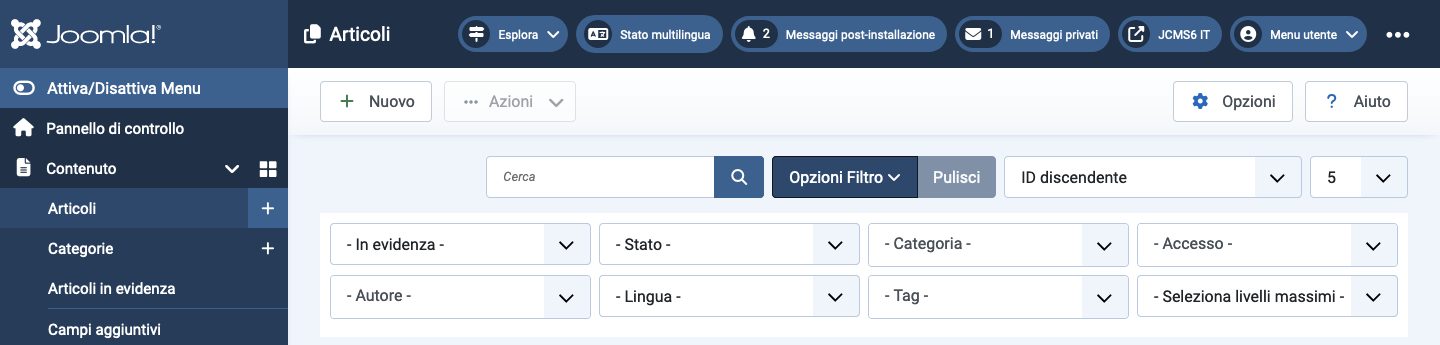 Joomla!®
Articoli
Esplora
Stato multilingua
2 Messaggi post-installazione
1 Messaggi privati
JCMS6 IT
Menu utente
Attiva/Disattiva Menu
Pannello di controllo
Contenuto
Articoli
Categorie
Articoli in evidenza
Campi aggiuntivi
Nuovo
Azioni
Opzioni
? Aiuto
Cerca
Opzioni Filtro
Pulisci
ID discendente
5
- In evidenza -
- Stato -
- Categoria -
- Accesso -
- Autore -
- Lingua -
- Tag -
- Seleziona livelli massimi -